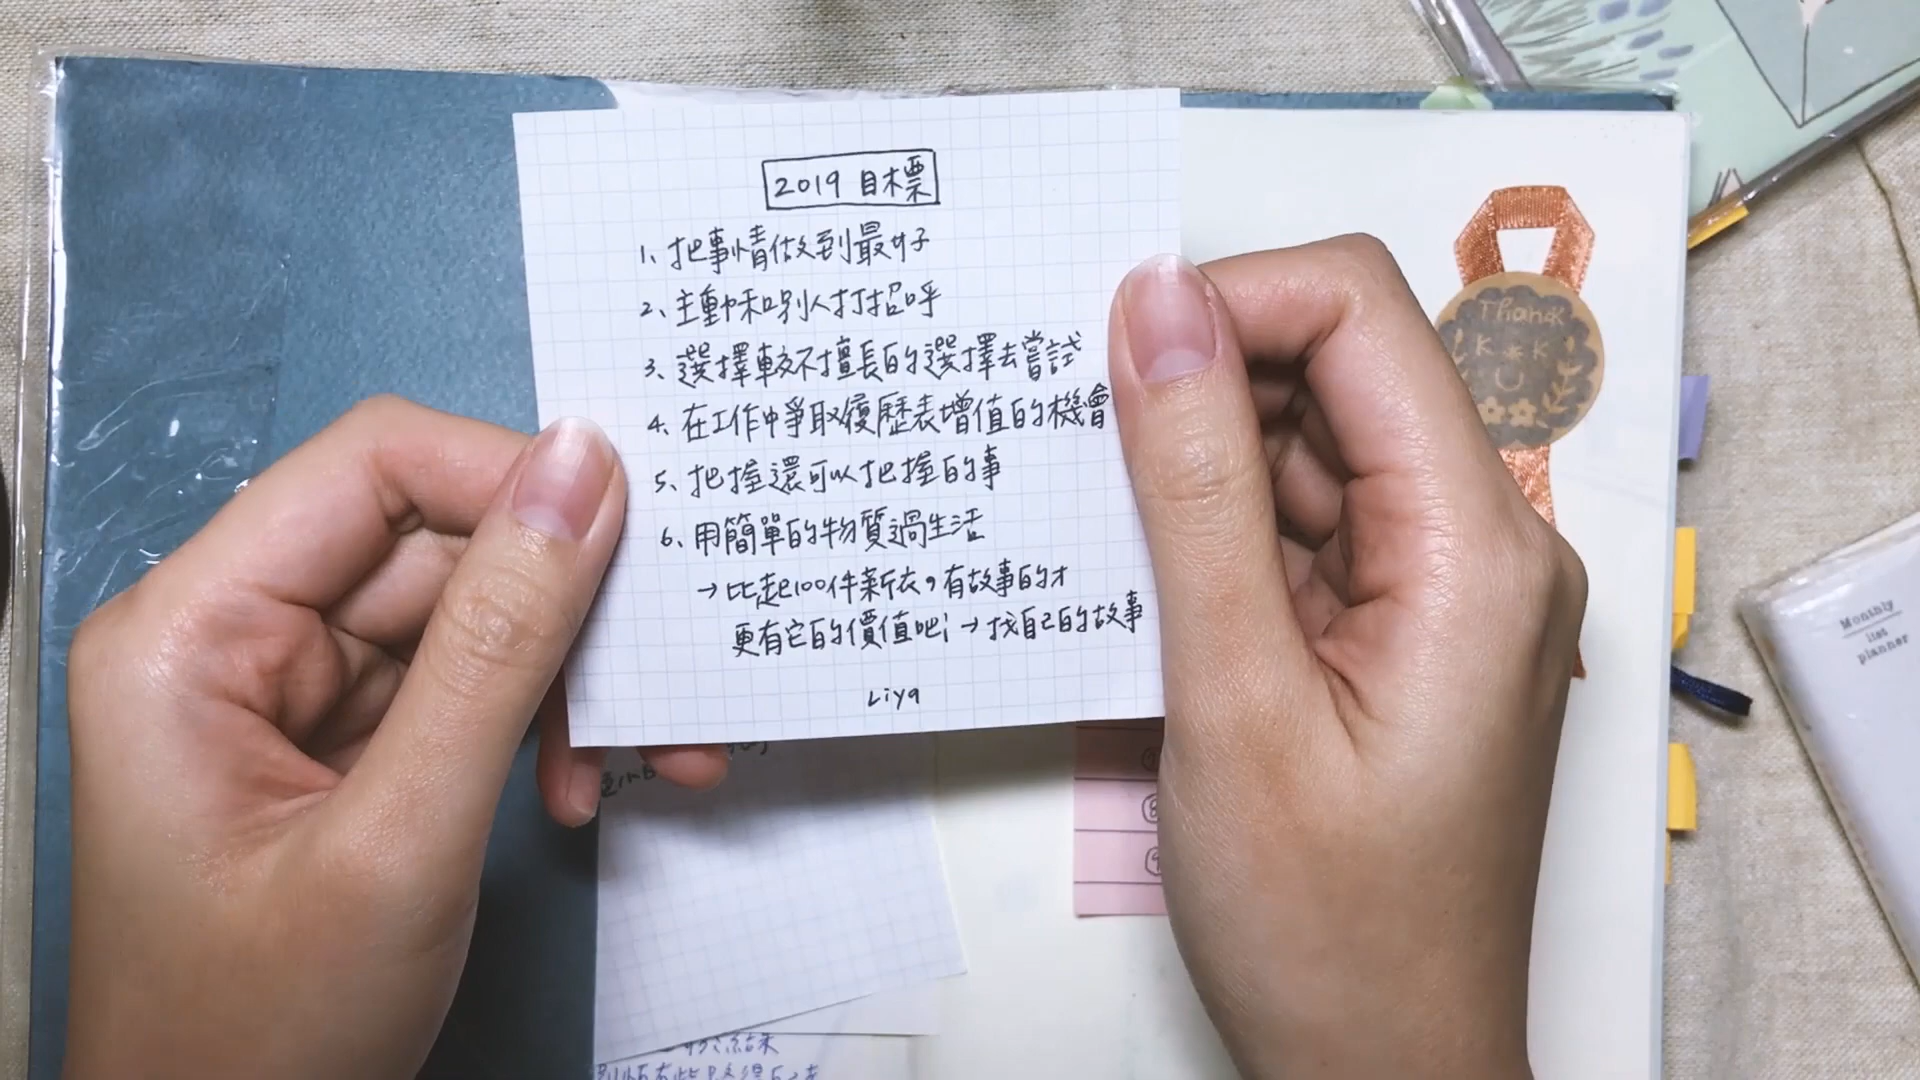 2019 目標
1、把事情做到最好
2、主動和別人打招呼
3、選擇較不擅長的選擇去嘗試
4、在工作中爭取履歷表增值的機會
5、把握還可以把握的事
6、用簡單的物質過生活
→比起100件新衣，有故事的才
更有它的價值吧！→找自己的故事
Liya
Thank
Monthly
list
planner